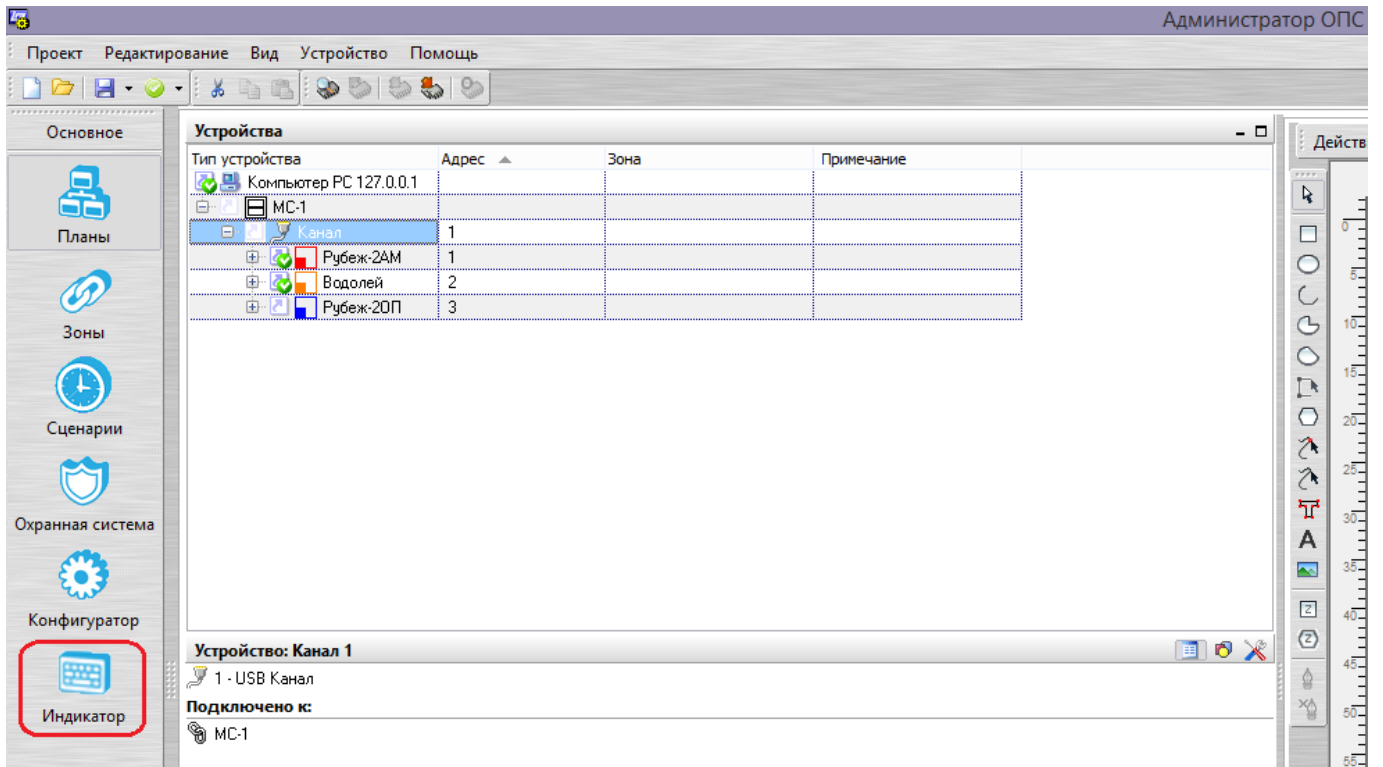 Администратор ОПС
Проект Редактирование Вид Устройство Помощь
Основное
Планы
Зоны
Сценарии
Охранная система
Конфигуратор
Индикатор
Устройства
Тип устройства Адрес Зона Примечание
Компьютер PC 127.0.0.1
МС-1
Канал 1
Рубеж-2АМ 1
Водолей 2
Рубеж-2ОП 3
Устройство: Канал 1
1 - USB Канал
Подключено к:
МС-1
Действ
A
Z
Z
0
5
10
15
20
25
30
35
40
45
50
55